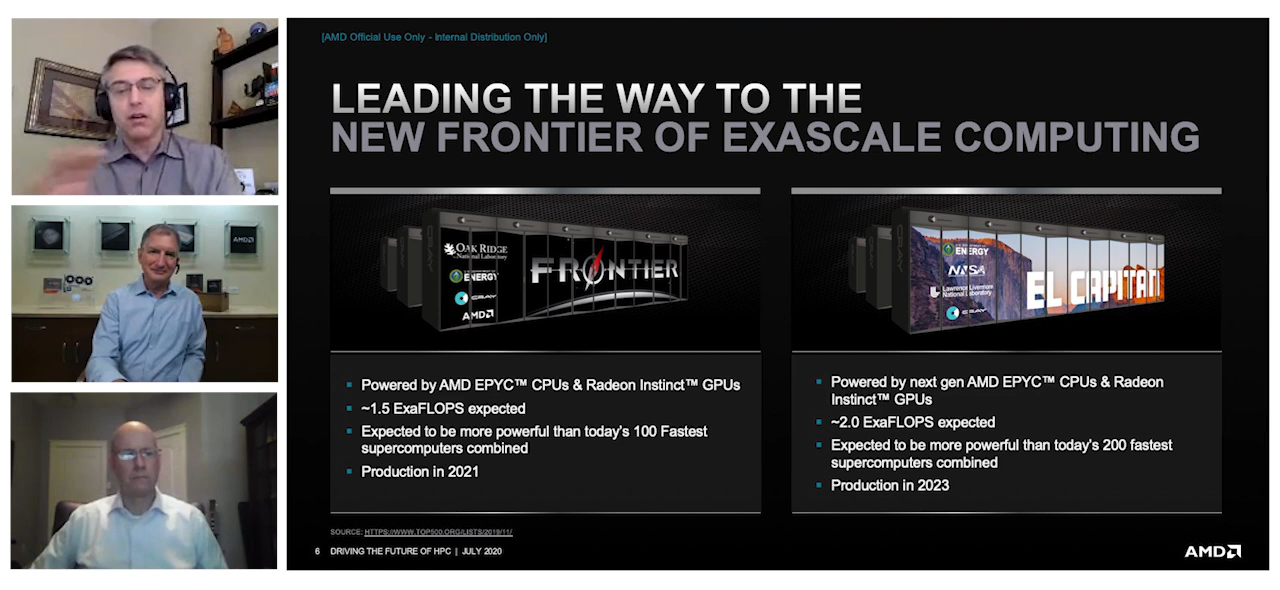 [AMD Official Use Only - Internal Distribution Only]
LEADING THE WAY TO THE
NEW FRONTIER OF EXASCALE COMPUTING
OAK RIDGE
National Laboratory
ENERGY
CRAY
AMD
FRONTIER
ENERGY
NNSA
Lawrence Livermore
National Laboratory
CRAY
EL CAPITAN
▪ Powered by AMD EPYC™ CPUs & Radeon Instinct™ GPUs
▪ ~1.5 ExaFLOPS expected
▪ Expected to be more powerful than today's 100 Fastest
supercomputers combined
▪ Production in 2021
▪ Powered by next gen AMD EPYC™ CPUs & Radeon
Instinct™ GPUs
▪ ~2.0 ExaFLOPS expected
▪ Expected to be more powerful than today's 200 fastest
supercomputers combined
▪ Production in 2023
SOURCE: HTTPS://WWW.TOP500.ORG/LISTS/2019/11/
6 DRIVING THE FUTURE OF HPC | JULY 2020
AMD
AMD